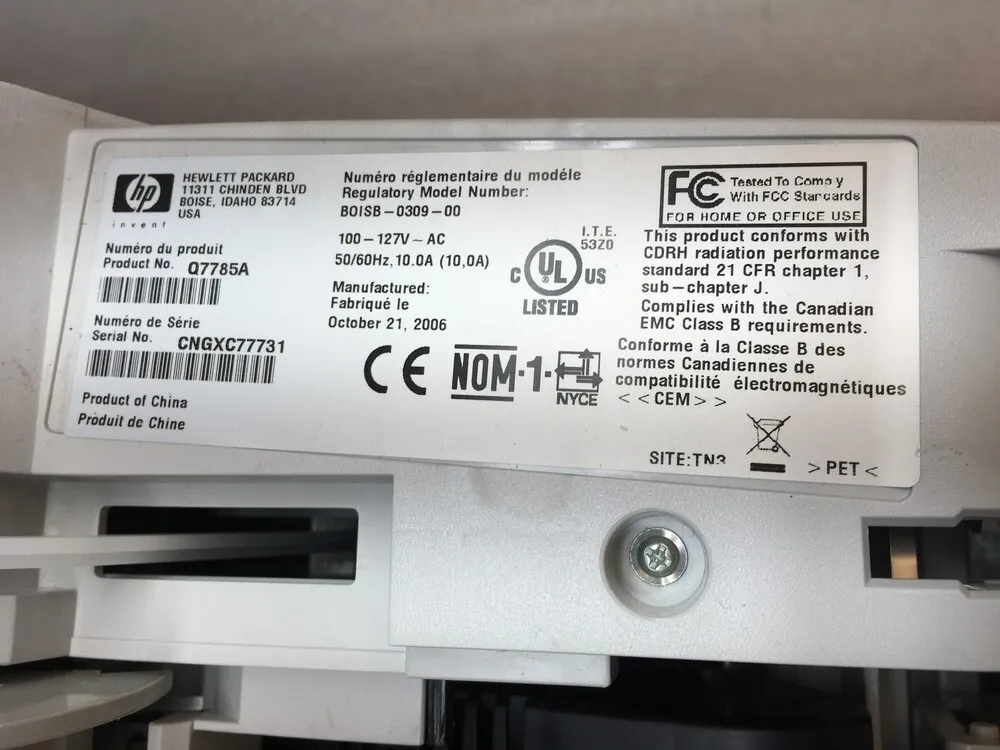 hp
invent
HEWLETT PACKARD
11311 CHINDEN BLVD
BOISE, IDAHO 83714
USA
Numéro du produit
Product No. Q7785A
Numéro de Série
Serial No. CNGXC77731
Product of China
Produit de Chine
Numéro réglementaire du modéle
Regulatory Model Number:
BOISB-0309-00
100-127V~AC
50/60Hz, 10.0A (10,0A)
Manufactured:
Fabriqué le
October 21, 2006
I.T.E.
53Z0
C UL US
LISTED
CE NOM-1-
NYCE
FC Tested To Comply
With FCC Standards
FOR HOME OR OFFICE USE
This product conforms with
CDRH radiation performance
standard 21 CFR chapter 1,
sub-chapter J.
Complies with the Canadian
EMC Class B requirements.
Conforme à la Classe B des
normes Canadiennes de
compatibilité électromagnétiques
<<CEM>>
SITE:TN3
>PET<